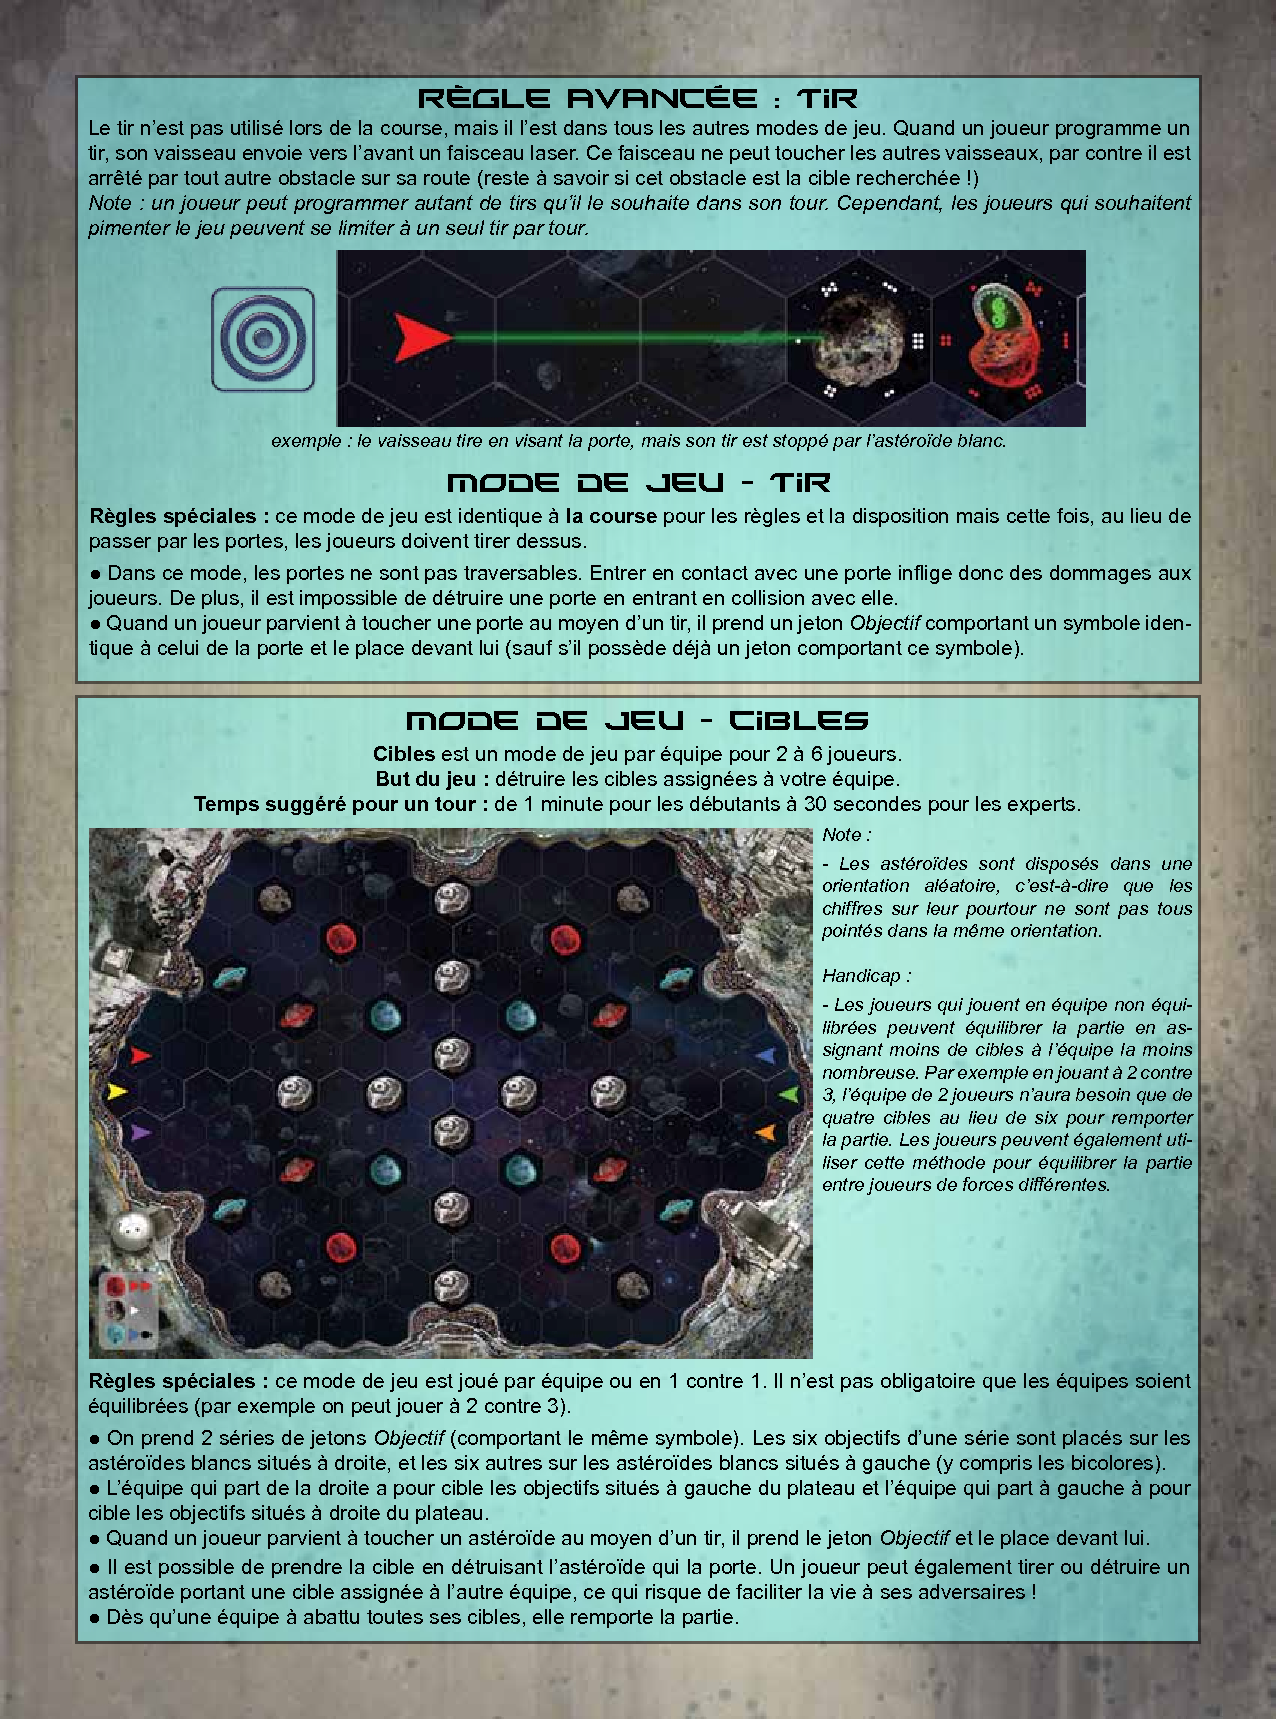 RÈGLE AVANCÉE : TiR
Le tir n'est pas utilisé lors de la course, mais il l'est dans tous les autres modes de jeu. Quand un joueur programme un
tir, son vaisseau envoie vers l'avant un faisceau laser. Ce faisceau ne peut toucher les autres vaisseaux, par contre il est
arrêté par tout autre obstacle sur sa route (reste à savoir si cet obstacle est la cible recherchée !)
Note : un joueur peut programmer autant de tirs qu'il le souhaite dans son tour. Cependant, les joueurs qui souhaitent
pimenter le jeu peuvent se limiter à un seul tir par tour.
exemple : le vaisseau tire en visant la porte, mais son tir est stoppé par l'astéroïde blanc.
MODE DE JEU - TiR
Règles spéciales : ce mode de jeu est identique à la course pour les règles et la disposition mais cette fois, au lieu de
passer par les portes, les joueurs doivent tirer dessus.
● Dans ce mode, les portes ne sont pas traversables. Entrer en contact avec une porte inflige donc des dommages aux
joueurs. De plus, il est impossible de détruire une porte en entrant en collision avec elle.
● Quand un joueur parvient à toucher une porte au moyen d'un tir, il prend un jeton Objectif comportant un symbole iden-
tique à celui de la porte et le place devant lui (sauf s'il possède déjà un jeton comportant ce symbole).
MODE DE JEU - CiBLES
Cibles est un mode de jeu par équipe pour 2 à 6 joueurs.
But du jeu : détruire les cibles assignées à votre équipe.
Temps suggéré pour un tour : de 1 minute pour les débutants à 30 secondes pour les experts.
Note :
- Les astéroïdes sont disposés dans une
orientation aléatoire, c'est-à-dire que les
chiffres sur leur pourtour ne sont pas tous
pointés dans la même orientation.
Handicap :
- Les joueurs qui jouent en équipe non équi-
librées peuvent équilibrer la partie en as-
signant moins de cibles à l'équipe la moins
nombreuse. Par exemple en jouant à 2 contre
3, l'équipe de 2 joueurs n'aura besoin que de
quatre cibles au lieu de six pour remporter
la partie. Les joueurs peuvent également uti-
liser cette méthode pour équilibrer la partie
entre joueurs de forces différentes.
Règles spéciales : ce mode de jeu est joué par équipe ou en 1 contre 1. Il n'est pas obligatoire que les équipes soient
équilibrées (par exemple on peut jouer à 2 contre 3).
● On prend 2 séries de jetons Objectif (comportant le même symbole). Les six objectifs d'une série sont placés sur les
astéroïdes blancs situés à droite, et les six autres sur les astéroïdes blancs situés à gauche (y compris les bicolores).
● L'équipe qui part de la droite a pour cible les objectifs situés à gauche du plateau et l'équipe qui part à gauche à pour
cible les objectifs situés à droite du plateau.
● Quand un joueur parvient à toucher un astéroïde au moyen d'un tir, il prend le jeton Objectif et le place devant lui.
● Il est possible de prendre la cible en détruisant l'astéroïde qui la porte. Un joueur peut également tirer ou détruire un
astéroïde portant une cible assignée à l'autre équipe, ce qui risque de faciliter la vie à ses adversaires !
● Dès qu'une équipe à abattu toutes ses cibles, elle remporte la partie.